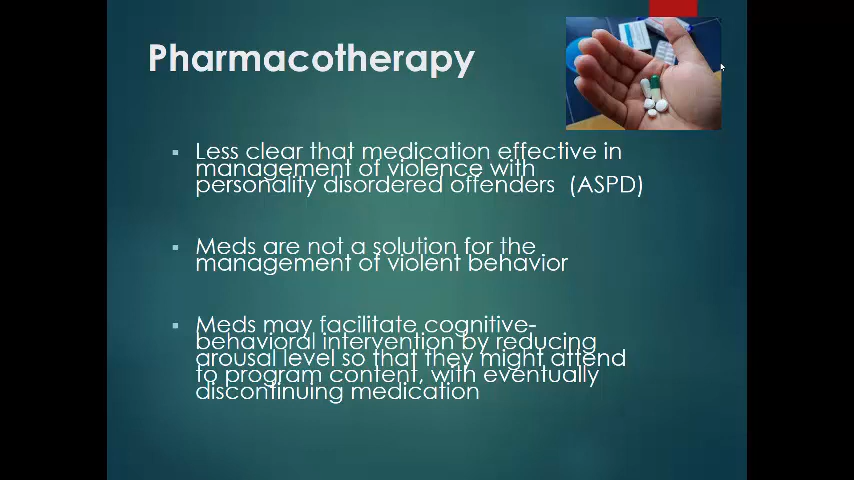 Pharmacotherapy
Less clear that medication effective in
management of violence with
personality disordered offenders (ASPD)
Meds are not a solution for the
management of violent behavior
Meds may facilitate cognitive-
behavioral intervention by reducing
arousal level so that they might attend
to program content, with eventually
discontinuing medication